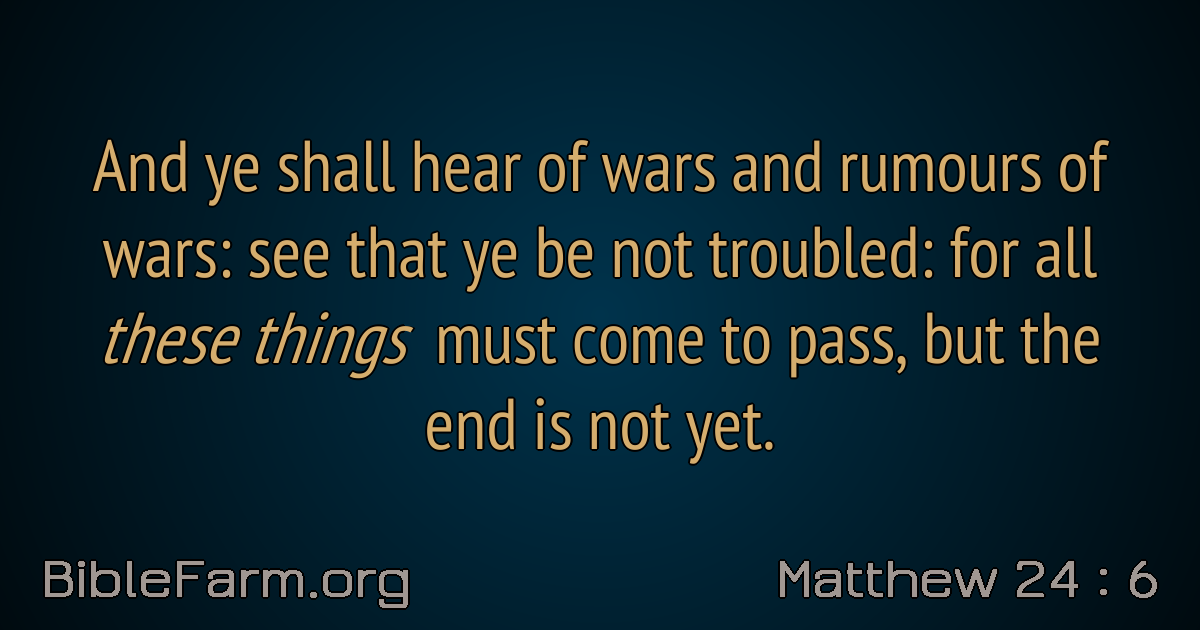 And ye shall hear of wars and rumours of
wars: see that ye be not troubled: for all
these things must come to pass, but the
end is not yet.
BibleFarm.org
Matthew 24 : 6